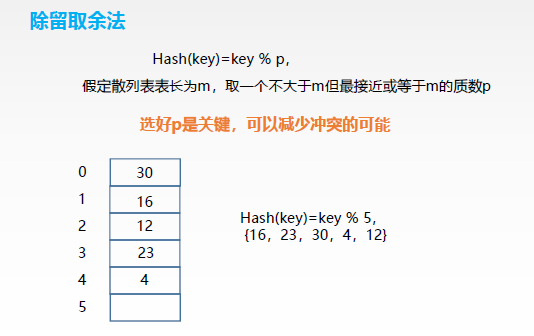 除留取余法
Hash(key)=key % p，
假定散列表表长为m，取一个不大于m但最接近或等于m的质数p
选好p是关键，可以减少冲突的可能
0 30
1 16
2 12
3 23
4 4
5
Hash(key)=key % 5，
{16，23，30，4，12}